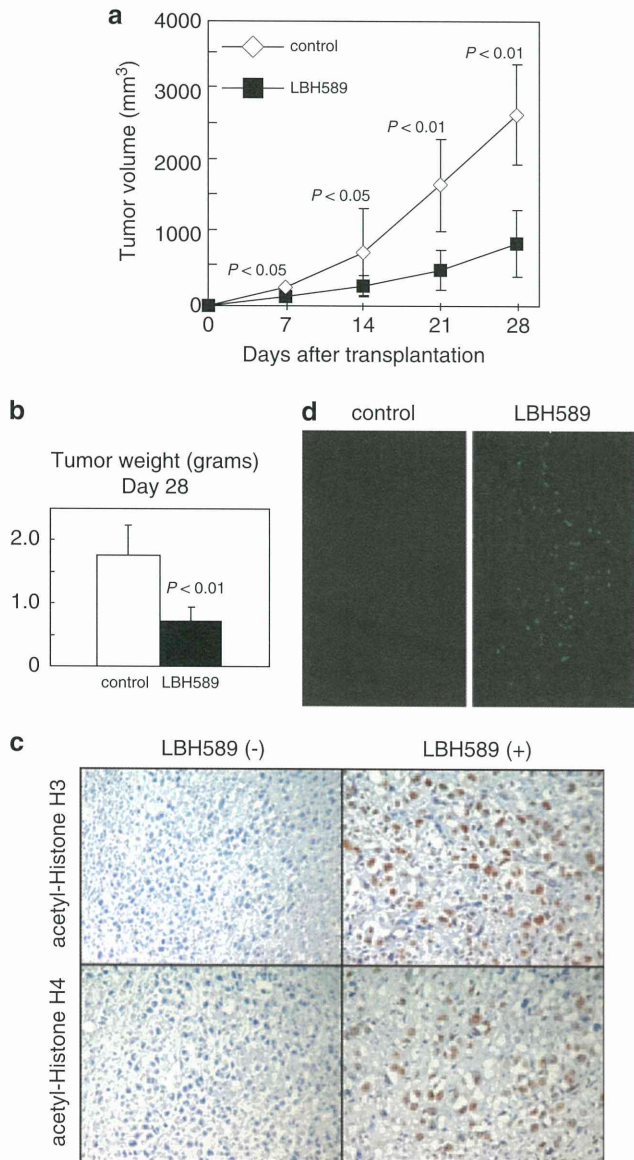 a
4000
3000
2000
1000
0
Tumor volume (mm³)
control
LBH589
P < 0.05
P < 0.05
P < 0.01
P < 0.01
0 7 14 21 28
Days after transplantation
b
Tumor weight (grams)
Day 28
2.0
1.0
0
P < 0.01
control LBH589
d
control LBH589
c
LBH589 (-) LBH589 (+)
acetyl-Histone H3
acetyl-Histone H4